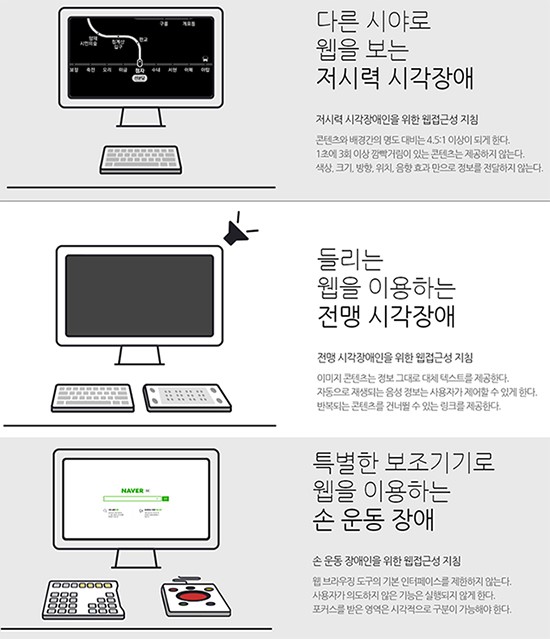 다른 시야로
웹을 보는
저시력 시각장애
저시력 시각장애인을 위한 웹접근성 지침
콘텐츠와 배경간의 명도 대비는 4.5:1 이상이 되게 한다.
1초에 3회 이상 깜빡거림이 있는 콘텐츠는 제공하지 않는다.
색상, 크기, 방향, 위치, 음향 효과 만으로 정보를 전달하지 않는다.
구룡 개포동
양재
시민의숲
청계산
입구
판교
보정 죽전 오리 미금 정자 수내 서현 이매 야탑
들리는
웹을 이용하는
전맹 시각장애
전맹 시각장애인을 위한 웹접근성 지침
이미지 콘텐츠는 정보 그대로 대체 텍스트를 제공한다.
자동으로 재생되는 음성 정보는 사용자가 제어할 수 있게 한다.
반복되는 콘텐츠를 건너뛸 수 있는 링크를 제공한다.
특별한 보조기기로
웹을 이용하는
손 운동 장애
손 운동 장애인을 위한 웹접근성 지침
웹 브라우징 도구의 기본 인터페이스를 제한하지 않는다.
사용자가 의도하지 않은 기능은 실행되지 않게 한다.
포커스를 받은 영역은 시각적으로 구분이 가능해야 한다.
NAVER